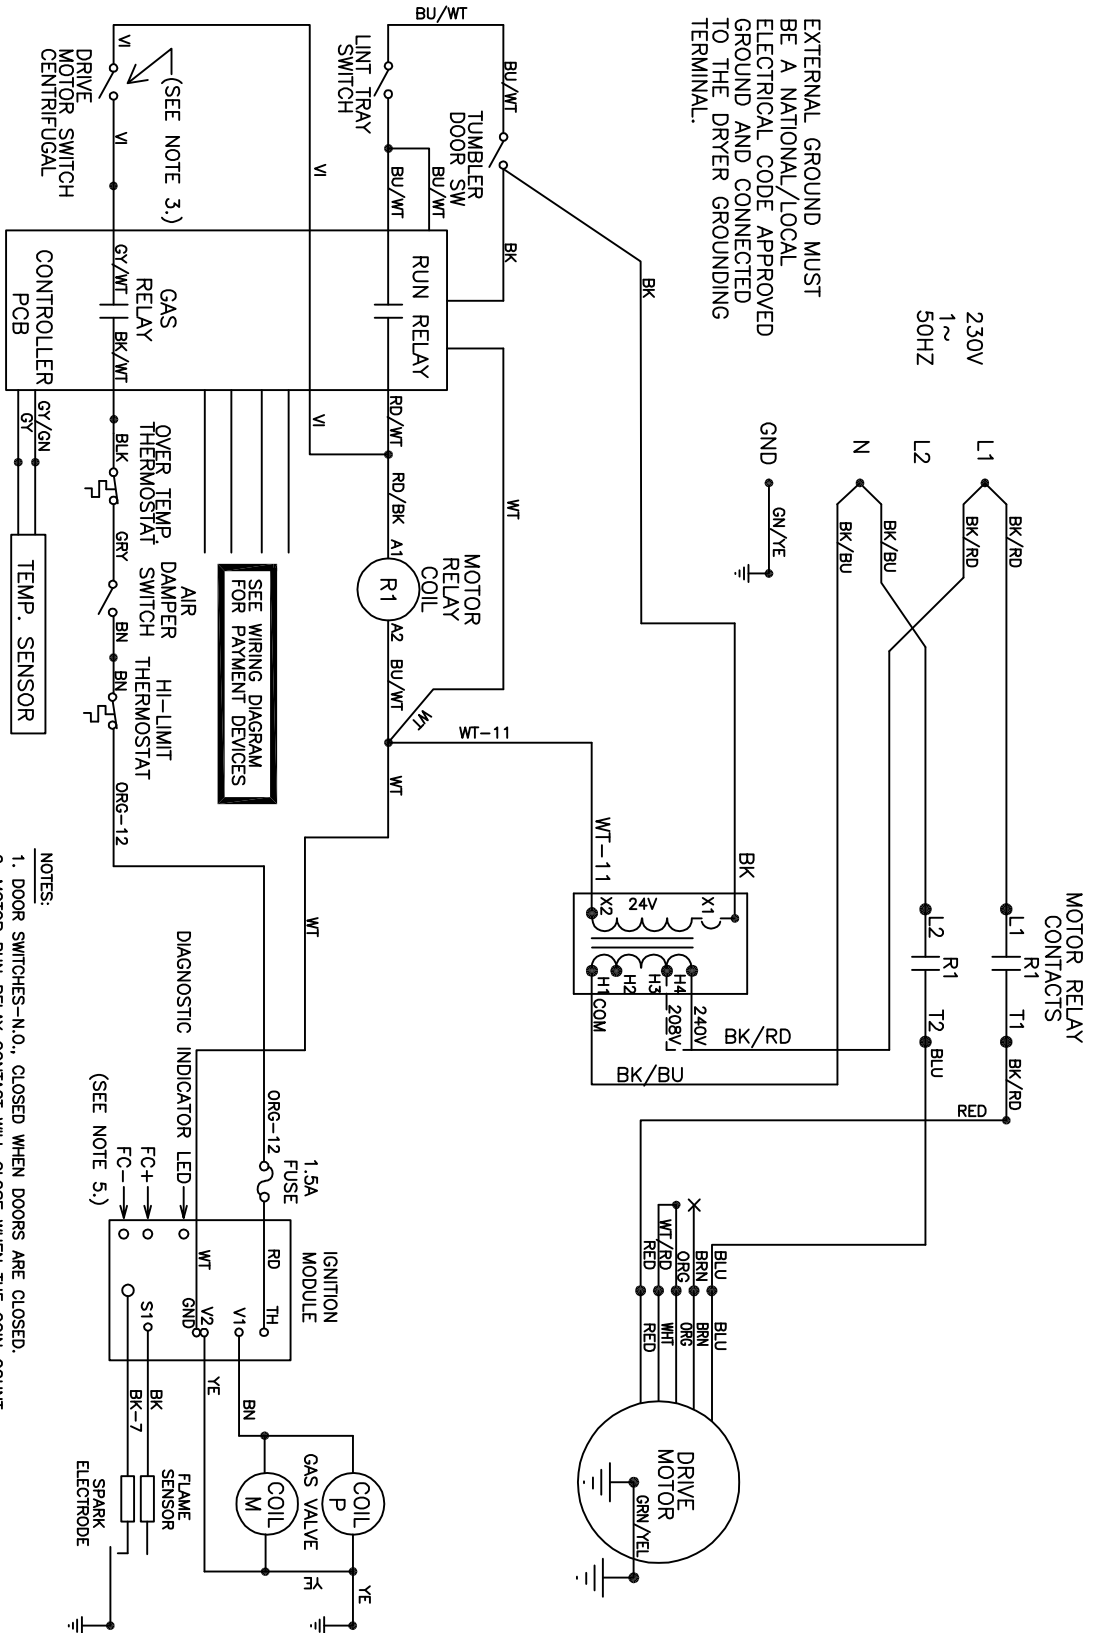 EXTERNAL GROUND MUST
BE A NATIONAL/LOCAL
ELECTRICAL CODE APPROVED
GROUND AND CONNECTED
TO THE DRYER GROUNDING
TERMINAL.
230V
1~
50HZ
L1
L2
N
GND
BK/RD
BK/RD
BK/BU
BK/BU
GN/YE
MOTOR RELAY
CONTACTS
L1
R1
T1
BK/RD
L2
R1
T2
BLU
RED
BK/RD
BK/BU
240V
208V
COM
H4
H3
H2
H1
X1
24V
X2
BK
WT-11
BLU
BRN
ORG
WT/RD
RED
BLU
BRN
ORG
WHT
RED
DRIVE
MOTOR
GRN/YEL
BU/WT
BU/WT
TUMBLER
DOOR SW
BK
BK
LINT TRAY
SWITCH
BU/WT
BU/WT
RUN RELAY
RD/WT
RD/BK
A1
R1
A2
MOTOR
RELAY
COIL
BU/WT
WT
WT
WT-11
WT
WT
VI
VI
VI
VI
(SEE NOTE 3.)
DRIVE
MOTOR SWITCH
CENTRIFUGAL
GY/WT
GAS
RELAY
BK/WT
CONTROLLER
PCB
GY/GN
GY
TEMP. SENSOR
BLK
OVER TEMP.
THERMOSTAT
GRY
AIR
DAMPER
SWITCH
BN
BN
HI-LIMIT
THERMOSTAT
ORG-12
SEE WIRING DIAGRAM
FOR PAYMENT DEVICES
ORG-12
1.5A
FUSE
IGNITION
MODULE
RD
TH
V1
V2
GND
WT
S1
DIAGNOSTIC INDICATOR LED
FC+
FC-
(SEE NOTE 5.)
BN
YE
COIL
P
COIL
M
GAS VALVE
YE
YE
BK
BK-7
FLAME
SENSOR
SPARK
ELECTRODE
NOTES:
1. DOOR SWITCHES-N.O., CLOSED WHEN DOORS ARE CLOSED.